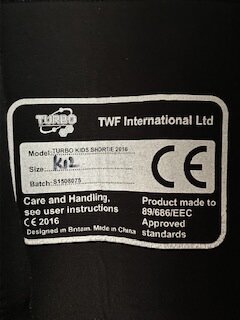 TURBO
TWF International Ltd
Model: TURBO KIDS SHORTIE 2016
Size: K12
Batch: S1508075
CE
Care and Handling,
see user instructions
CE 2016
Designed in Britain. Made in China
Product made to
89/686/EEC
Approved
standards